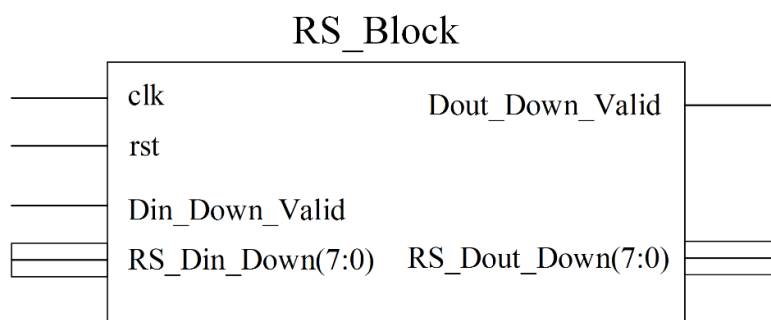 RS_Block
clk
Dout_Down_Valid
rst
Din_Down_Valid
RS_Din_Down(7:0)
RS_Dout_Down(7:0)